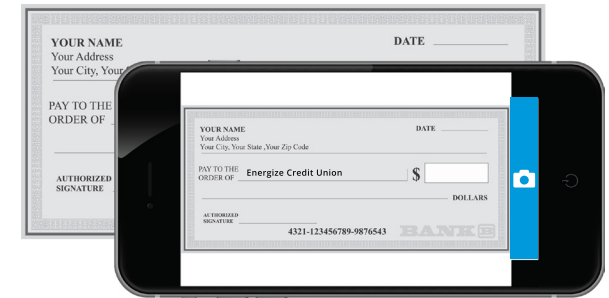 YOUR NAME
DATE
Your Address
Your City, Your
PAY TO THE
ORDER OF
AUTHORIZED
SIGNATURE
YOUR NAME
DATE
Your Address
Your City, Your State ,Your Zip Code
PAY TO THE
ORDER OF
Energize Credit Union
$
DOLLARS
AUTHORIZED
SIGNATURE
4321-123456789-9876543
BANK B